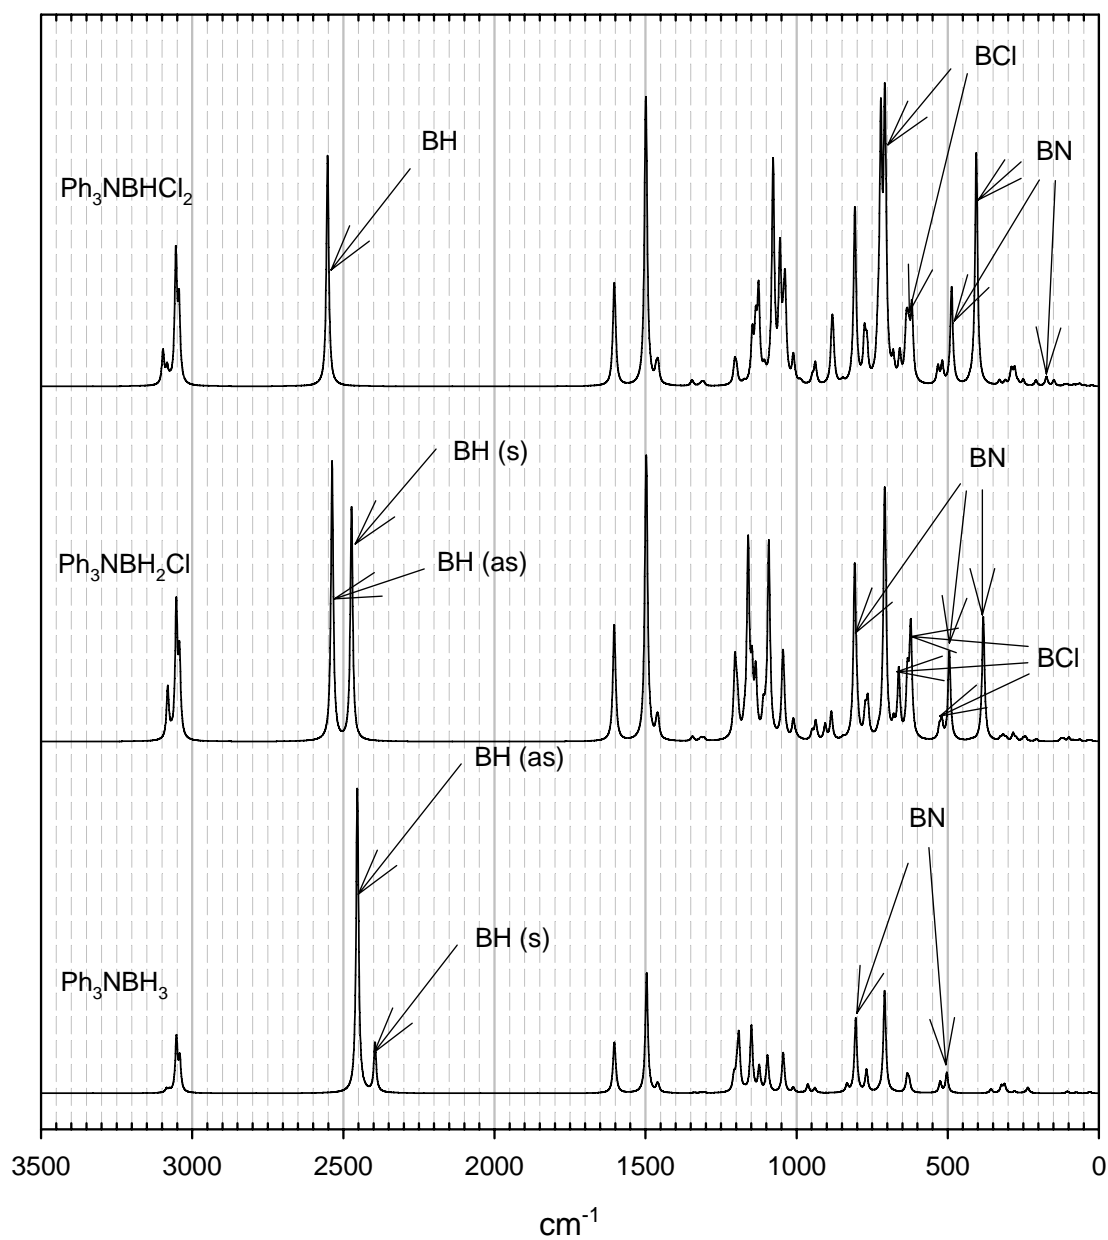 BCl
BH
BN
Ph₃NBHCl₂
BH (s)
BN
BH (as)
Ph₃NBH₂Cl
BCl
BH (as)
BN
BH (s)
Ph₃NBH₃
3500 3000 2500 2000 1500 1000 500 0
cm⁻¹